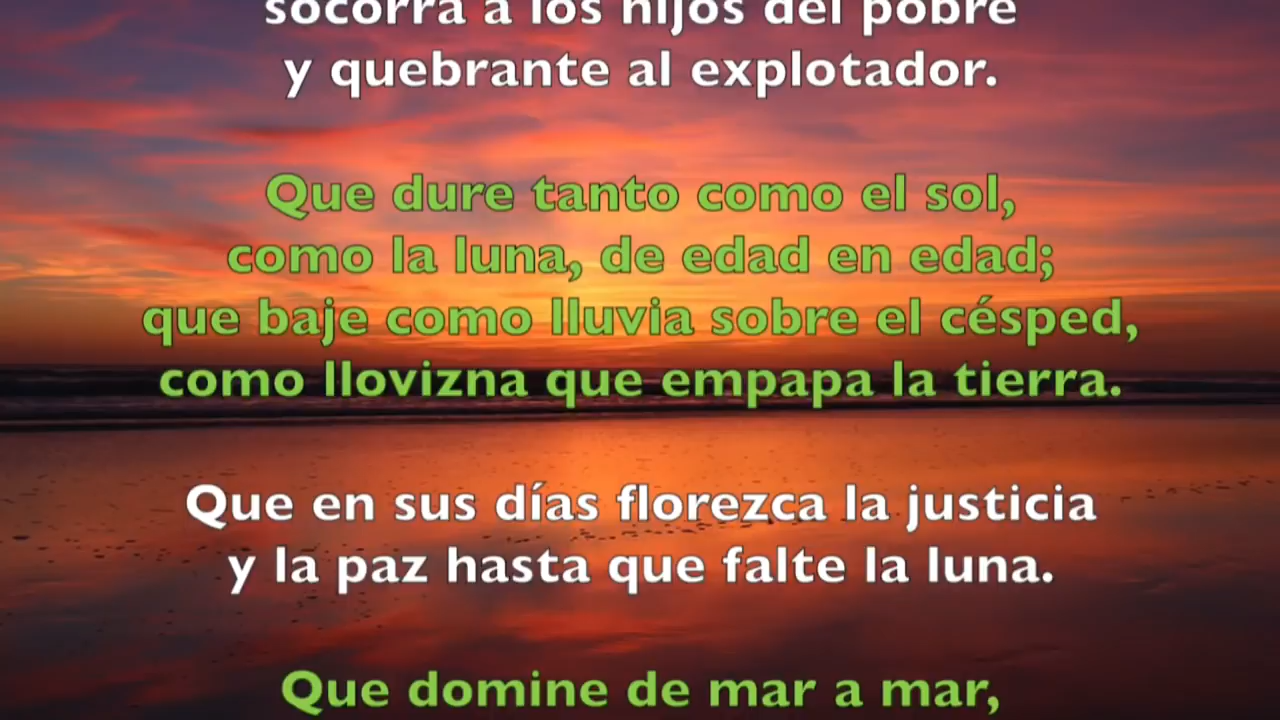 socorra a los hijos del pobre
y quebrante al explotador.
Que dure tanto como el sol,
como la luna, de edad en edad;
que baje como lluvia sobre el césped,
como llovizna que empapa la tierra.
Que en sus días florezca la justicia
y la paz hasta que falte la luna.
Que domine de mar a mar,